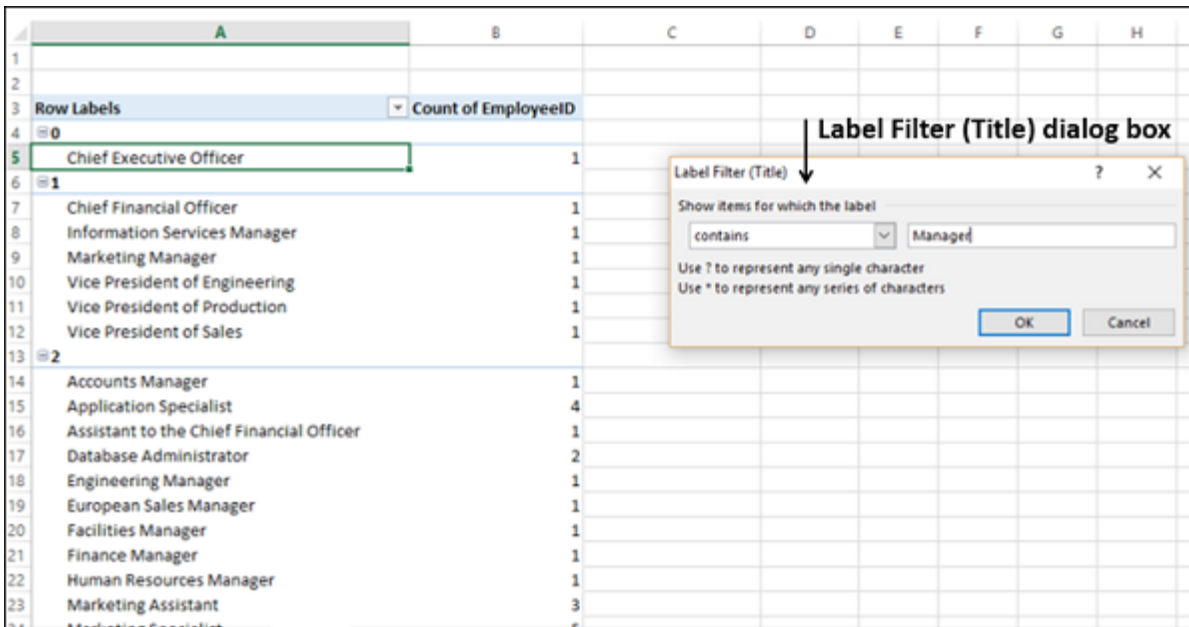 A B C D E F G H
1
2
3 Row Labels Count of EmployeeID
4 0
Label Filter (Title) dialog box
5 Chief Executive Officer 1
6 1
7 Chief Financial Officer 1
8 Information Services Manager 1
9 Marketing Manager 1
10 Vice President of Engineering 1
11 Vice President of Production 1
12 Vice President of Sales 1
13 2
14 Accounts Manager 1
15 Application Specialist 4
16 Assistant to the Chief Financial Officer 1
17 Database Administrator 2
18 Engineering Manager 1
19 European Sales Manager 1
20 Facilities Manager 1
21 Finance Manager 1
22 Human Resources Manager 1
23 Marketing Assistant 3
Label Filter (Title) ?
Show items for which the label
contains Manager
Use ? to represent any single character
Use * to represent any series of characters
OK Cancel